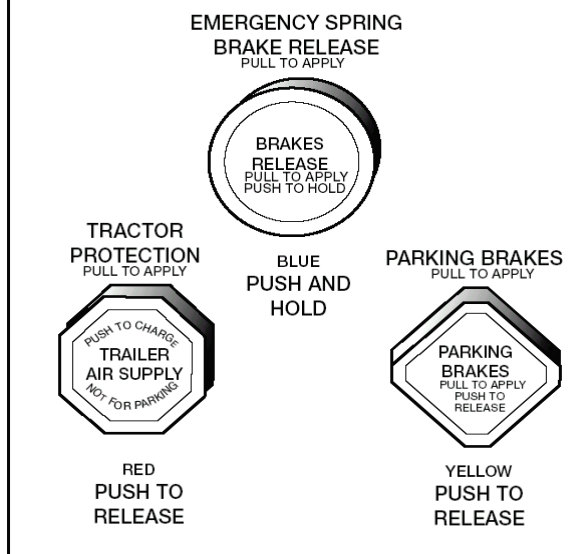 EMERGENCY SPRING
BRAKE RELEASE
PULL TO APPLY
BRAKES
RELEASE
PULL TO APPLY
PUSH TO HOLD
BLUE
PUSH AND
HOLD
TRACTOR
PROTECTION
PULL TO APPLY
PUSH TO CHARGE
TRAILER
AIR SUPPLY
NOT FOR PARKING
RED
PUSH TO
RELEASE
PARKING BRAKES
PULL TO APPLY
PARKING
BRAKES
PULL TO APPLY
PUSH TO
RELEASE
YELLOW
PUSH TO
RELEASE